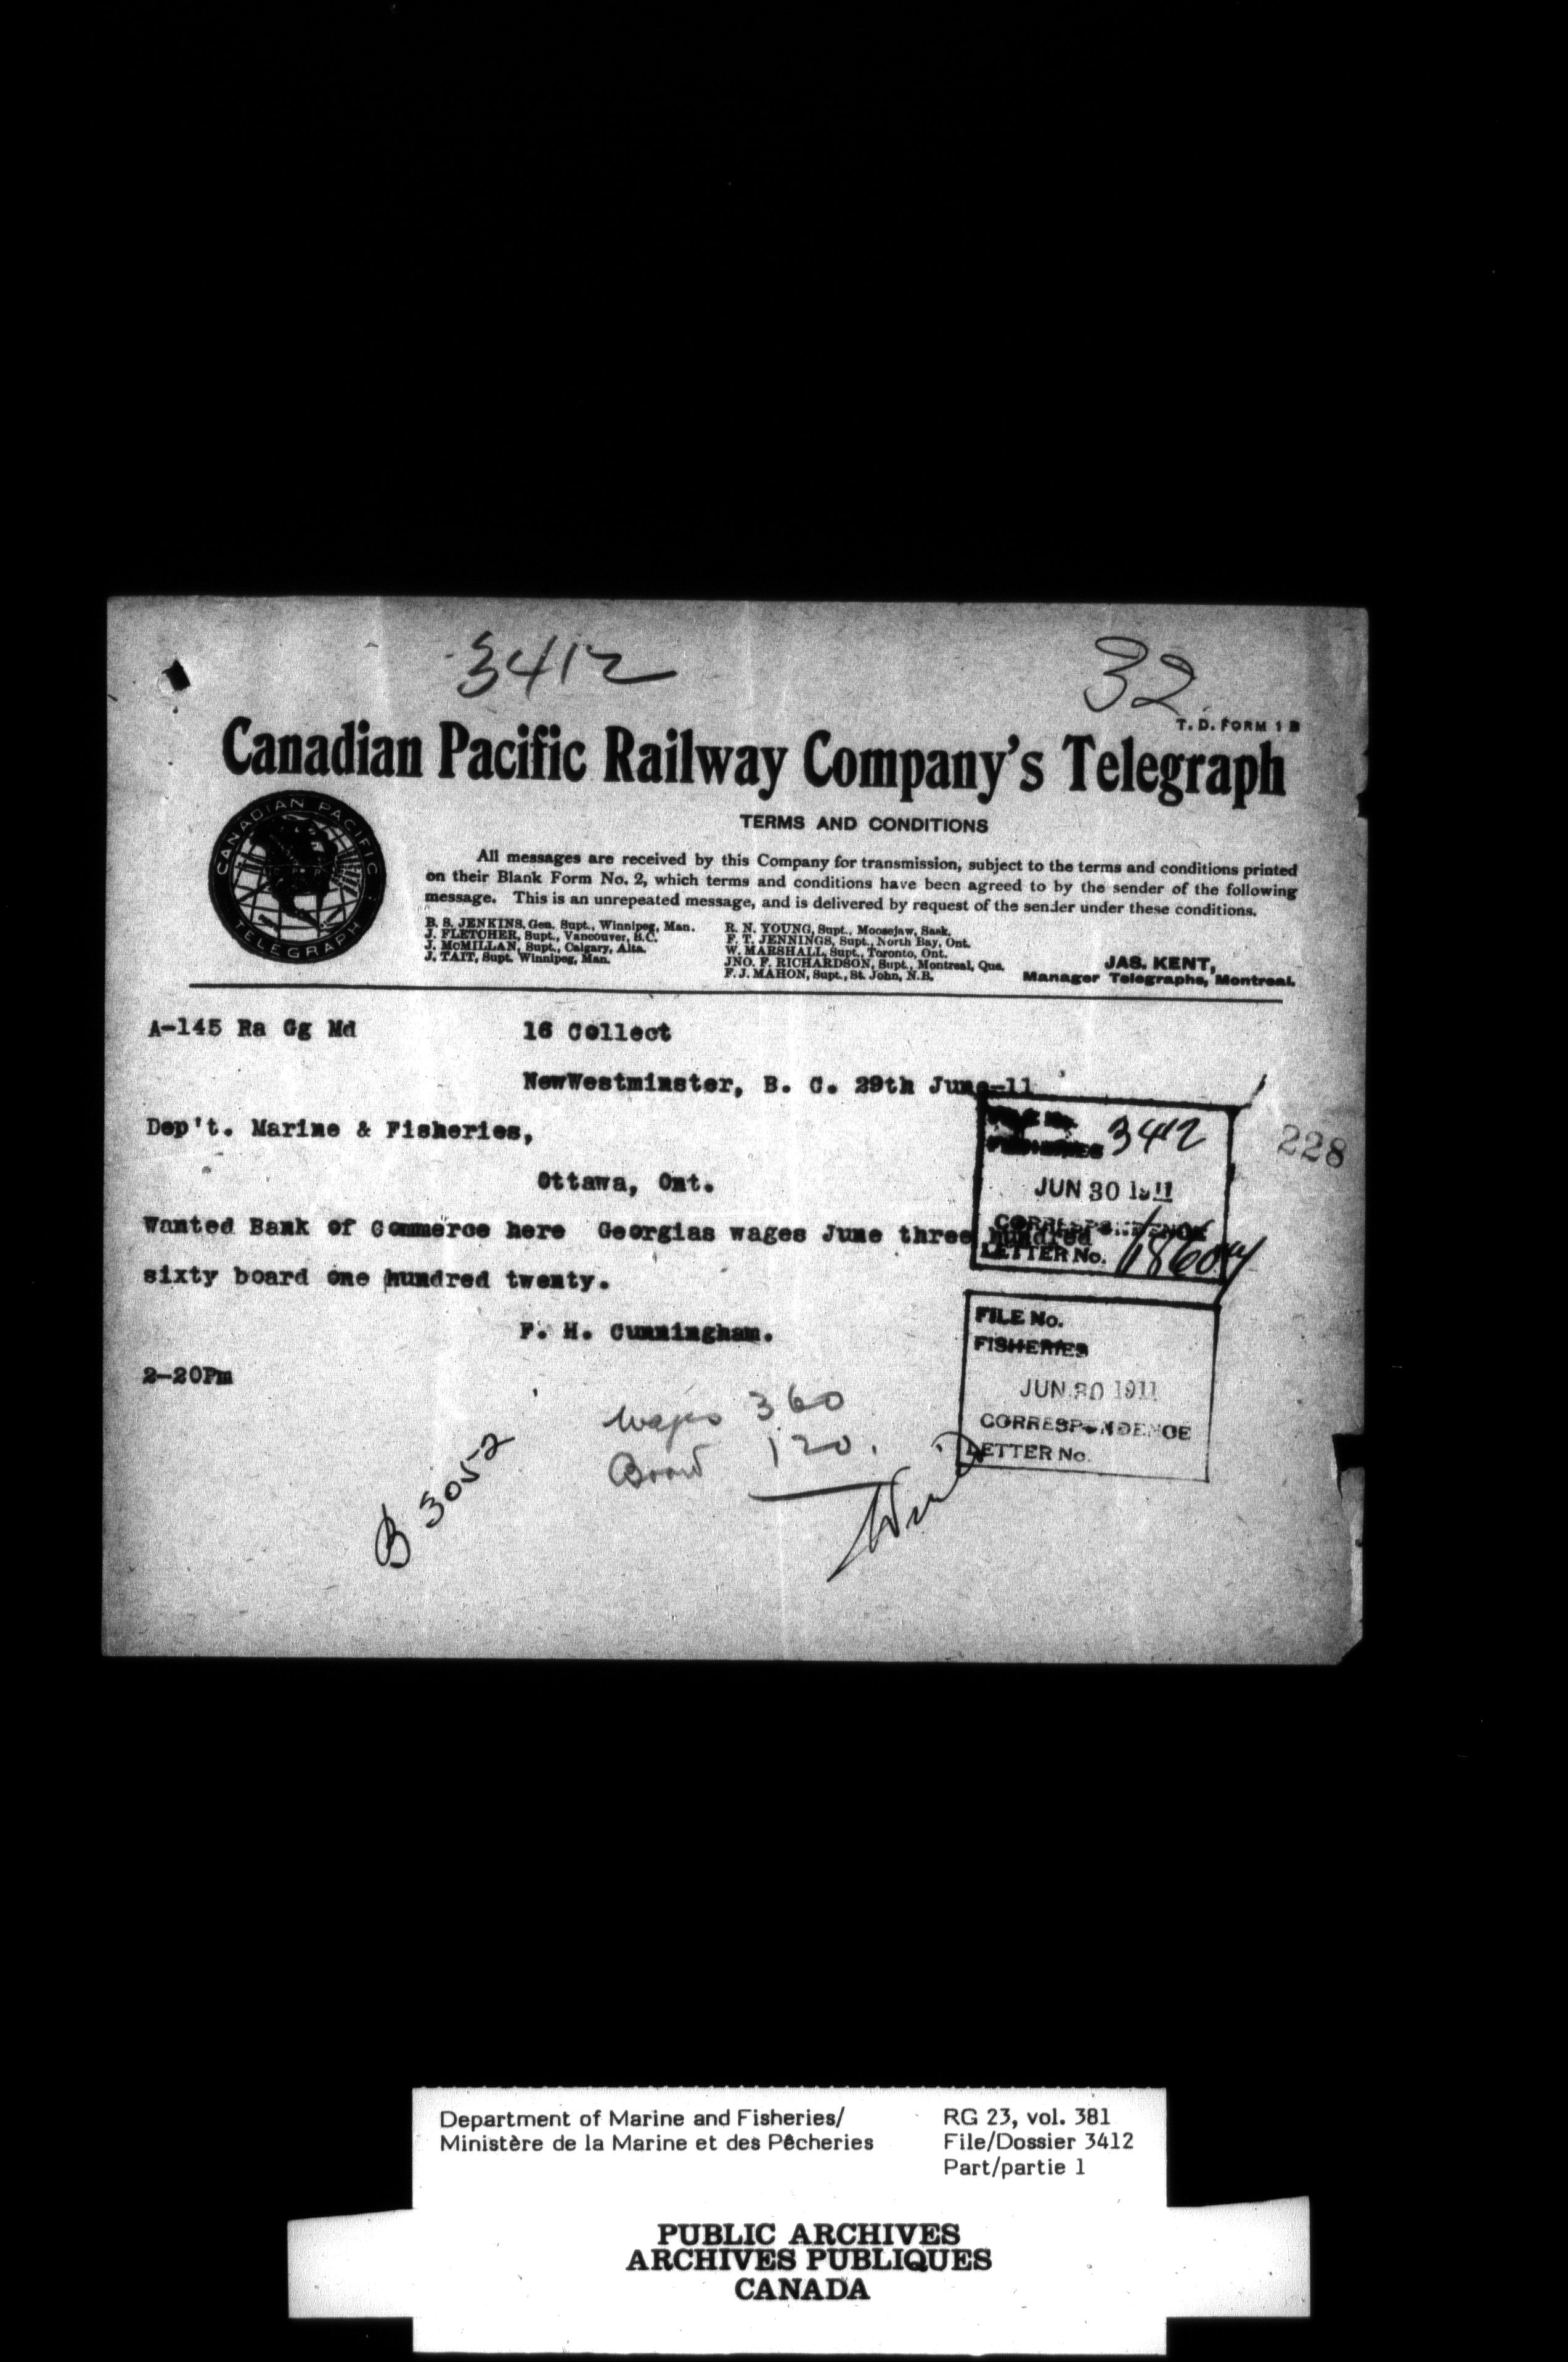 3412
32
T. D. FORM 1 B
Canadian Pacific Railway Company's Telegraph
CANADIAN PACIFIC
TELEGRAPH
TERMS AND CONDITIONS
All messages are received by this Company for transmission, subject to the terms and conditions printed
on their Blank Form No. 2, which terms and conditions have been agreed to by the sender of the following
message. This is an unrepeated message, and is delivered by request of the sender under these conditions.
B. S. JENKINS, Gen. Supt., Winnipeg, Man.
J. FLETCHER, Supt., Vancouver, B.C.
J. McMILLAN, Supt., Calgary, Alta.
J. TAIT, Supt. Winnipeg, Man.
R. N. YOUNG, Supt., Moosejaw, Sask.
F. T. JENNINGS, Supt., North Bay, Ont.
W. MARSHALL, Supt., Toronto, Ont.
JNO. F. RICHARDSON, Supt., Montreal, Que.
F. J. MAHON, Supt., St. John, N.B.
JAS. KENT,
Manager Telegraphs, Montreal.
A-145 Ra Gg Md 16 Collect
NewWestminster, B. C. 29th June-11
Dep't. Marine & Fisheries,
Ottawa, Ont.
Wanted Bank of Commerce here Georgias wages June three hundred
sixty board one hundred twenty.
F. H. Cunningham.
2-20Pm
FILE No.
FISHERIES 3412
JUN 30 1911
CORRESPONDENCE
LETTER No.
228
FILE No.
FISHERIES
JUN 30 1911
CORRESPONDENCE
LETTER No.
Wages 360
Board 120.
B 3052
Department of Marine and Fisheries/
Ministère de la Marine et des Pêcheries
RG 23, vol. 381
File/Dossier 3412
Part/partie 1
PUBLIC ARCHIVES
ARCHIVES PUBLIQUES
CANADA